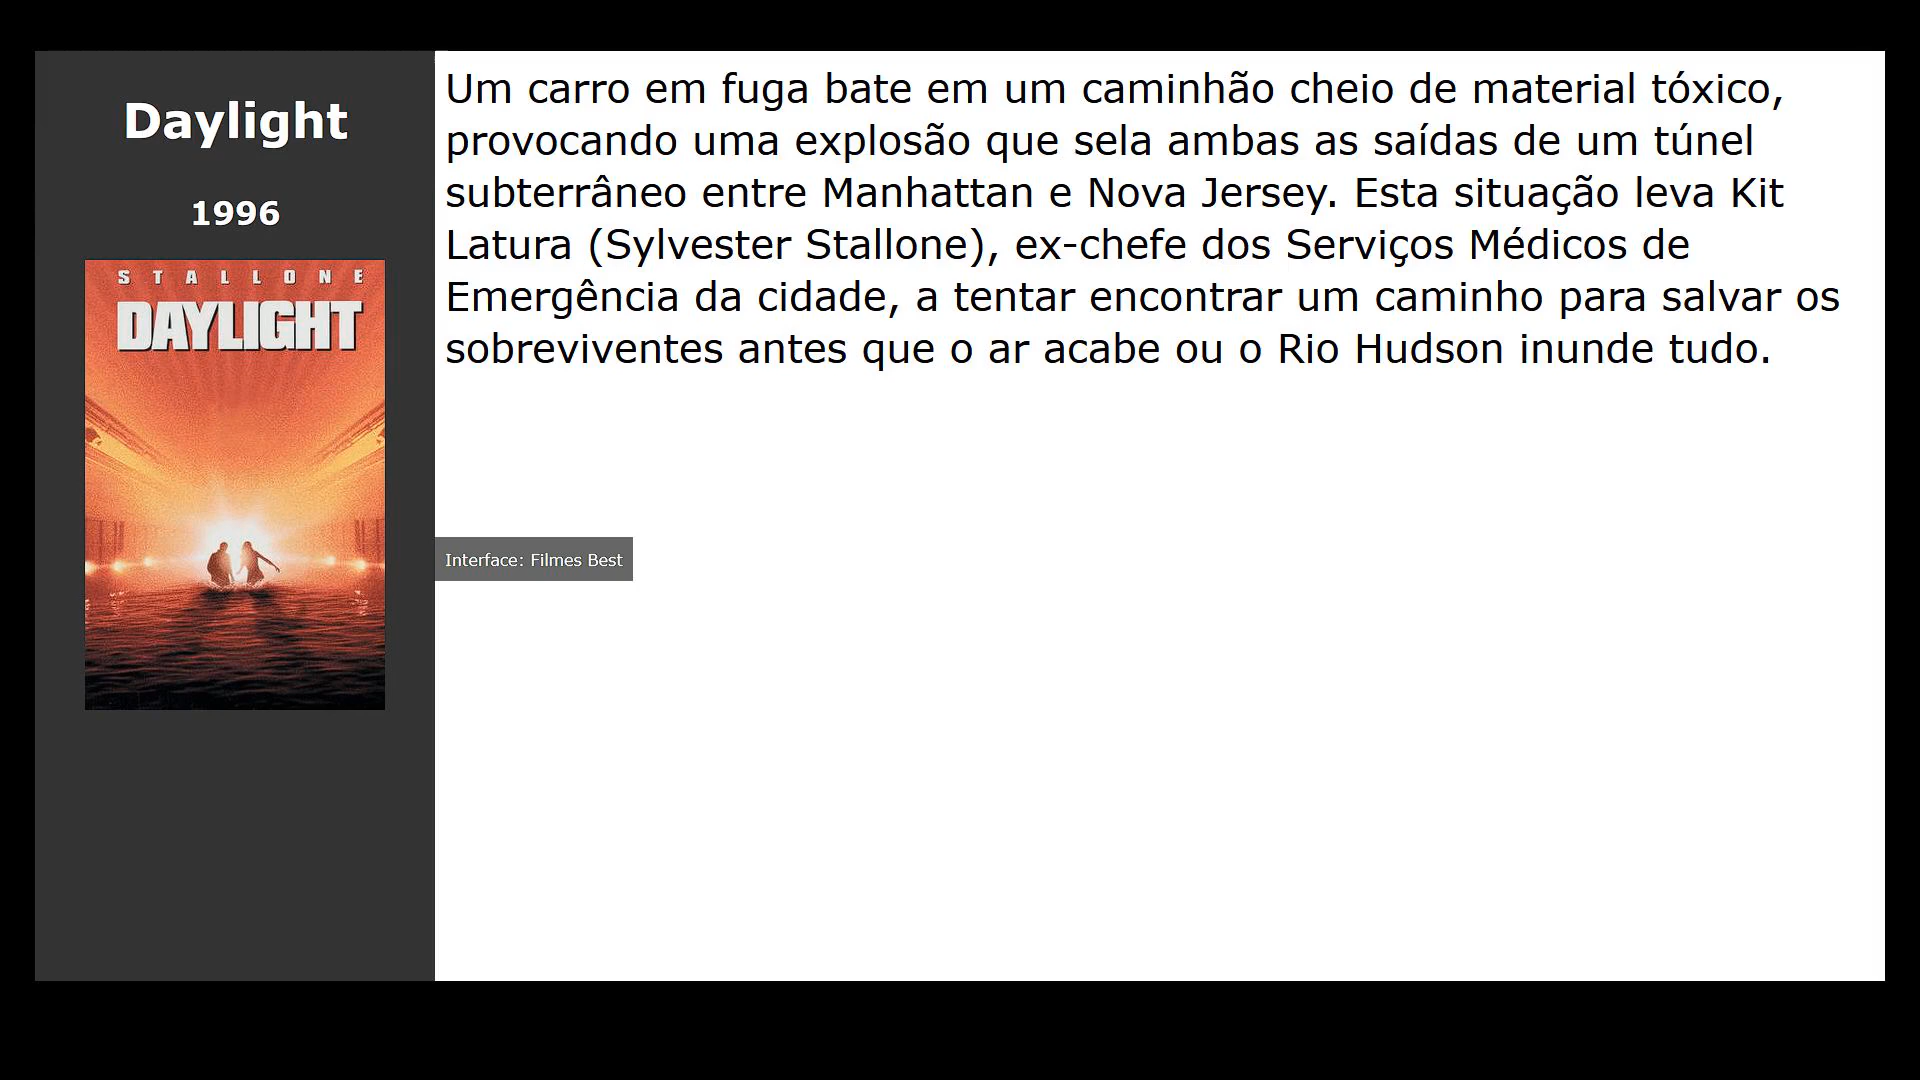 Daylight
1996
S T A L L O N E
DAYLIGHT
Um carro em fuga bate em um caminhão cheio de material tóxico,
provocando uma explosão que sela ambas as saídas de um túnel
subterrâneo entre Manhattan e Nova Jersey. Esta situação leva Kit
Latura (Sylvester Stallone), ex-chefe dos Serviços Médicos de
Emergência da cidade, a tentar encontrar um caminho para salvar os
sobreviventes antes que o ar acabe ou o Rio Hudson inunde tudo.
Interface: Filmes Best